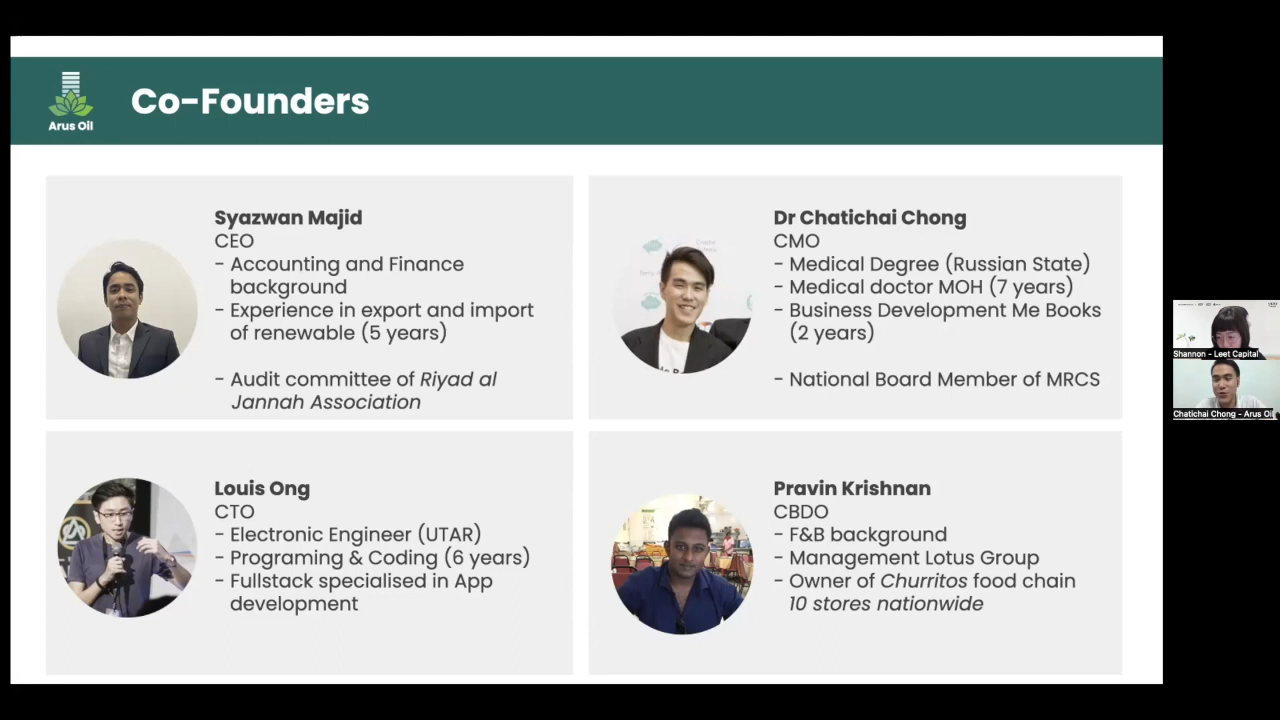 Co-Founders
Arus Oil
Syazwan Majid
CEO
- Accounting and Finance
background
- Experience in export and import
of renewable (5 years)
- Audit committee of Riyad al
Jannah Association
Dr Chatichai Chong
CMO
- Medical Degree (Russian State)
- Medical doctor MOH (7 years)
- Business Development Me Books
(2 years)
- National Board Member of MRCS
Louis Ong
CTO
- Electronic Engineer (UTAR)
- Programing & Coding (6 years)
- Fullstack specialised in App
development
Pravin Krishnan
CBDO
- F&B background
- Management Lotus Group
- Owner of Churritos food chain
10 stores nationwide
Shannon - Leet Capital
Chatichai Chong - Arus Oil